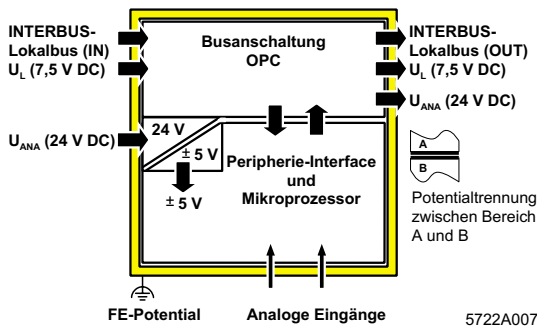 INTERBUS-
Lokalbus (IN)
U_L (7,5 V DC)
U_ANA (24 V DC)
Busanschaltung
OPC
INTERBUS-
Lokalbus (OUT)
U_L (7,5 V DC)
U_ANA (24 V DC)
24 V
± 5 V
± 5 V
Peripherie-Interface
und
Mikroprozessor
A
B
Potentialtrennung
zwischen Bereich
A und B
FE-Potential
Analoge Eingänge
5722A007